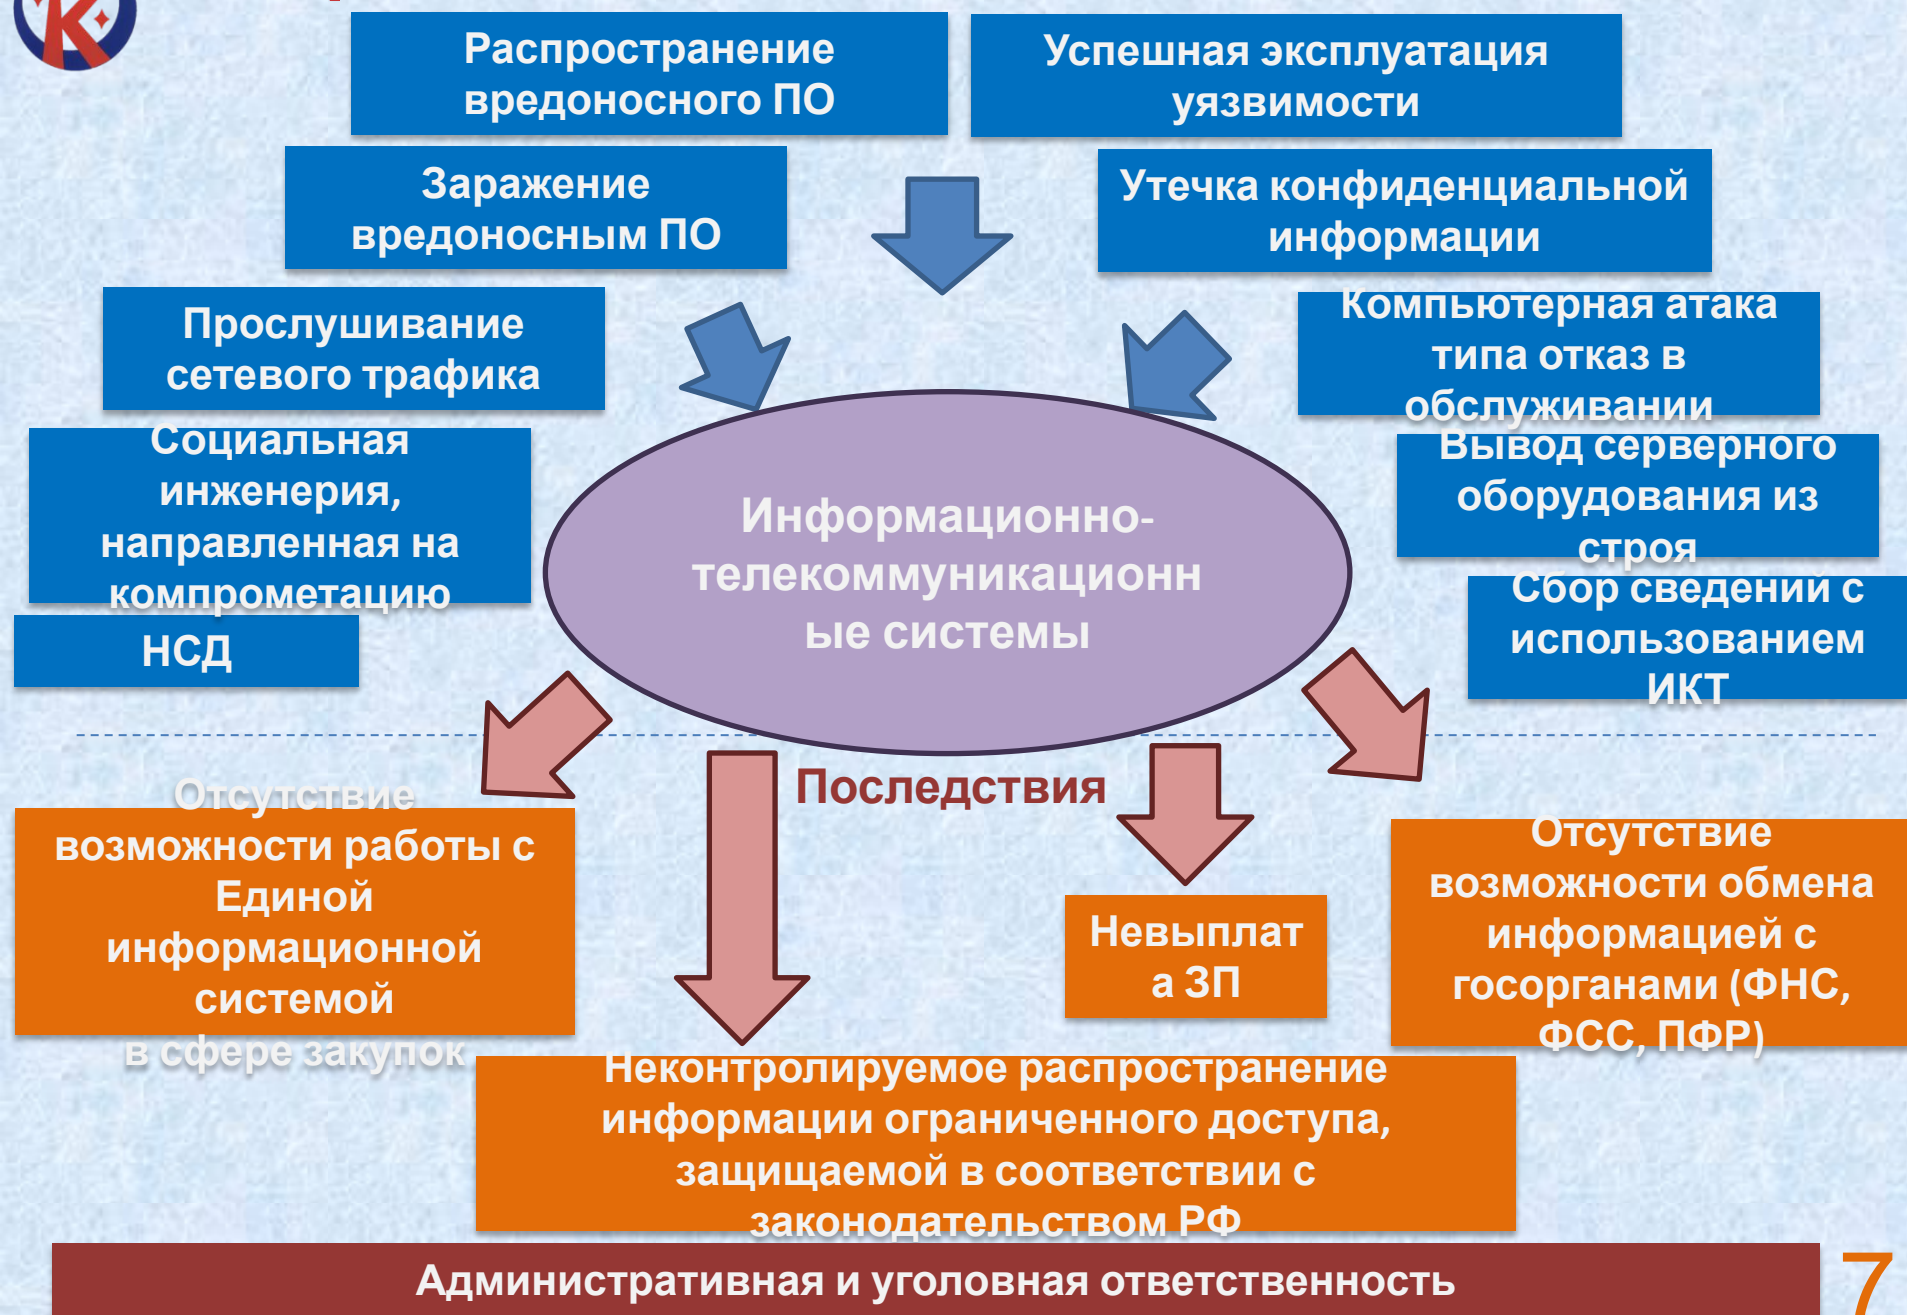 Распространение
вредоносного ПО
Успешная эксплуатация
уязвимости
Заражение
вредоносным ПО
Утечка конфиденциальной
информации
Прослушивание
сетевого трафика
Компьютерная атака
типа отказ в
обслуживании
Социальная
инженерия,
направленная на
компрометацию
Вывод серверного
оборудования из
строя
Информационно-
телекоммуникационн
ые системы
НСД
Сбор сведений с
использованием
ИКТ
Последствия
Отсутствие
возможности работы с
Единой
информационной
системой
в сфере закупок
Невыплат
а ЗП
Отсутствие
возможности обмена
информацией с
госорганами (ФНС,
ФСС, ПФР)
Неконтролируемое распространение
информации ограниченного доступа,
защищаемой в соответствии с
законодательством РФ
Административная и уголовная ответственность
7